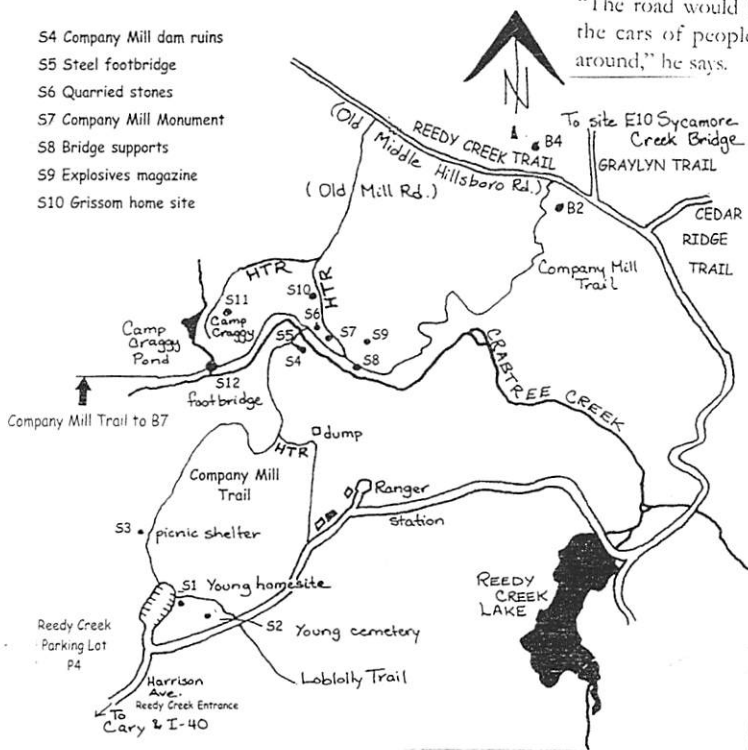 S4 Company Mill dam ruins
S5 Steel footbridge
S6 Quarried stones
S7 Company Mill Monument
S8 Bridge supports
S9 Explosives magazine
S10 Grissom home site
"The road would
the cars of people
around," he says.
N
(Old Middle Hillsboro Rd.)
REEDY CREEK TRAIL
B4
To site E10 Sycamore
Creek Bridge
GRAYLYN TRAIL
(Old Mill Rd.)
B2
CEDAR
RIDGE
TRAIL
Company Mill
Trail
HTR
HTR
S10
S11
Camp
Craggy
S6
S7
S9
S5
S4
S8
Camp
Craggy
Pond
S12
footbridge
CRABTREE CREEK
Company Mill Trail to B7
dump
HTR
Company Mill
Trail
Ranger
station
S3
picnic shelter
S1 Young homesite
REEDY
CREEK
LAKE
Reedy Creek
Parking Lot
P4
S2
Young cemetery
Loblolly Trail
Harrison
Ave.
Reedy Creek Entrance
To
Cary & I-40